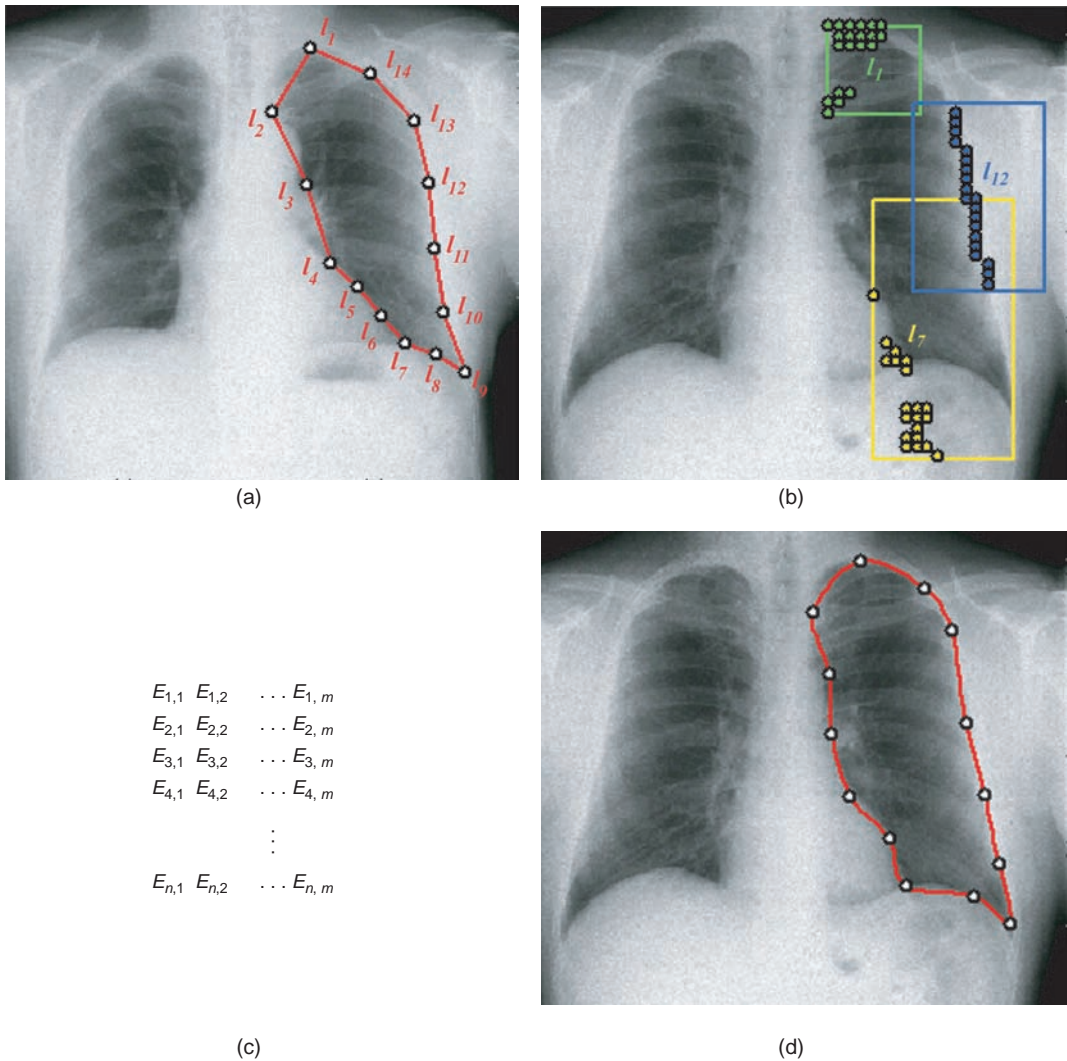 l1
l14
l2
l13
l3
l12
l11
l4
l5
l10
l6
l7
l8
l9
(a)
l1
l12
l7
(b)
E1,1 E1,2 ... E1, m
E2,1 E2,2 ... E2, m
E3,1 E3,2 ... E3, m
E4,1 E4,2 ... E4, m
⋮
En,1 En,2 ... En, m
(c)
(d)